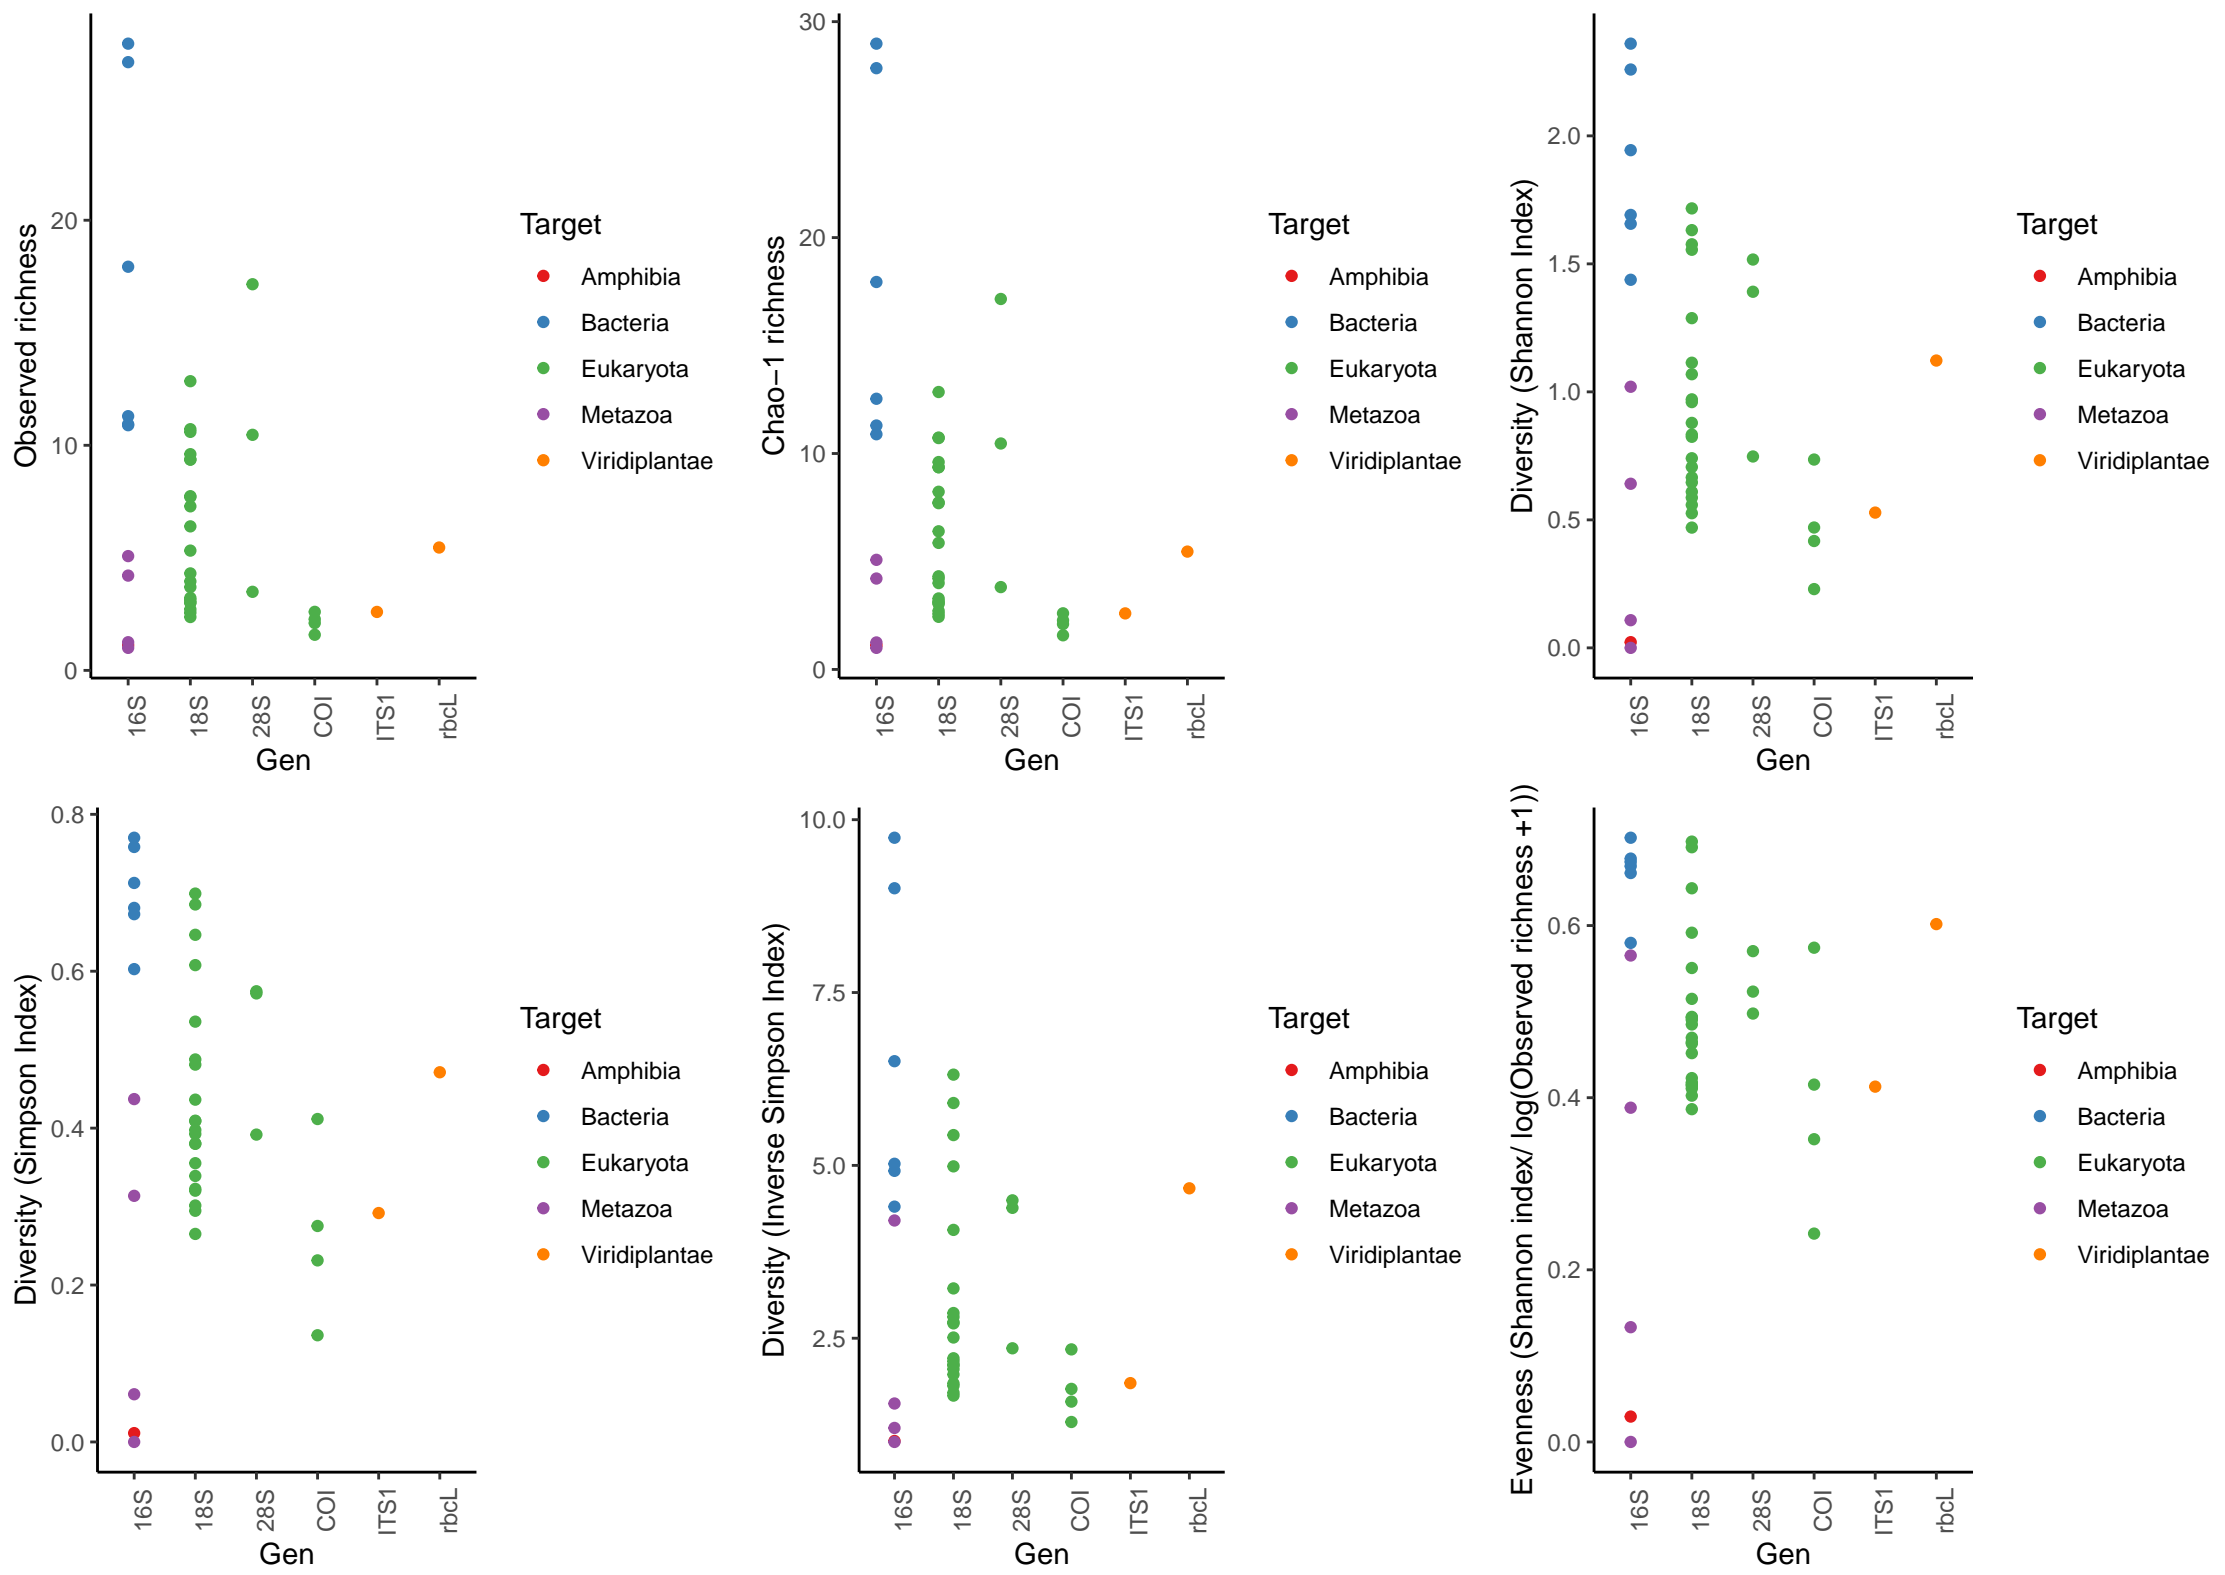 Observed richness
20
10
0
16S
18S
28S
COI
ITS1
rbcL
Gen
Target
Amphibia
Bacteria
Eukaryota
Metazoa
Viridiplantae
Chao−1 richness
30
20
10
0
16S
18S
28S
COI
ITS1
rbcL
Gen
Target
Amphibia
Bacteria
Eukaryota
Metazoa
Viridiplantae
Diversity (Shannon Index)
2.0
1.5
1.0
0.5
0.0
16S
18S
28S
COI
ITS1
rbcL
Gen
Target
Amphibia
Bacteria
Eukaryota
Metazoa
Viridiplantae
Diversity (Simpson Index)
0.8
0.6
0.4
0.2
0.0
16S
18S
28S
COI
ITS1
rbcL
Gen
Target
Amphibia
Bacteria
Eukaryota
Metazoa
Viridiplantae
Diversity (Inverse Simpson Index)
10.0
7.5
5.0
2.5
16S
18S
28S
COI
ITS1
rbcL
Gen
Target
Amphibia
Bacteria
Eukaryota
Metazoa
Viridiplantae
Evenness (Shannon index/ log(Observed richness +1))
0.6
0.4
0.2
0.0
16S
18S
28S
COI
ITS1
rbcL
Gen
Target
Amphibia
Bacteria
Eukaryota
Metazoa
Viridiplantae